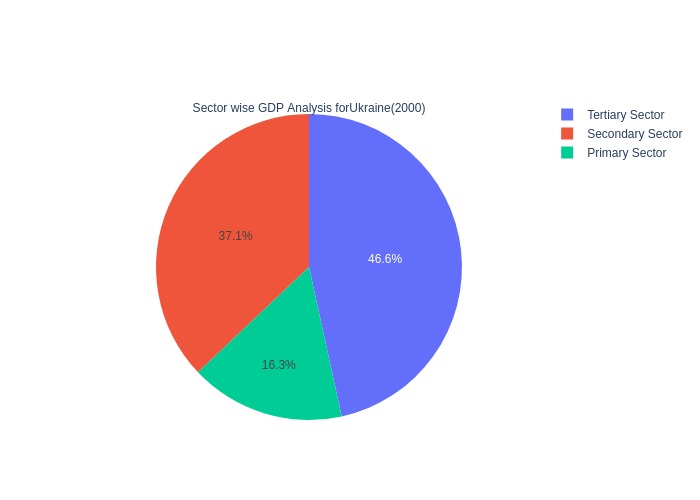 Sector wise GDP Analysis forUkraine(2000)
Tertiary Sector
Secondary Sector
Primary Sector
37.1%
46.6%
16.3%